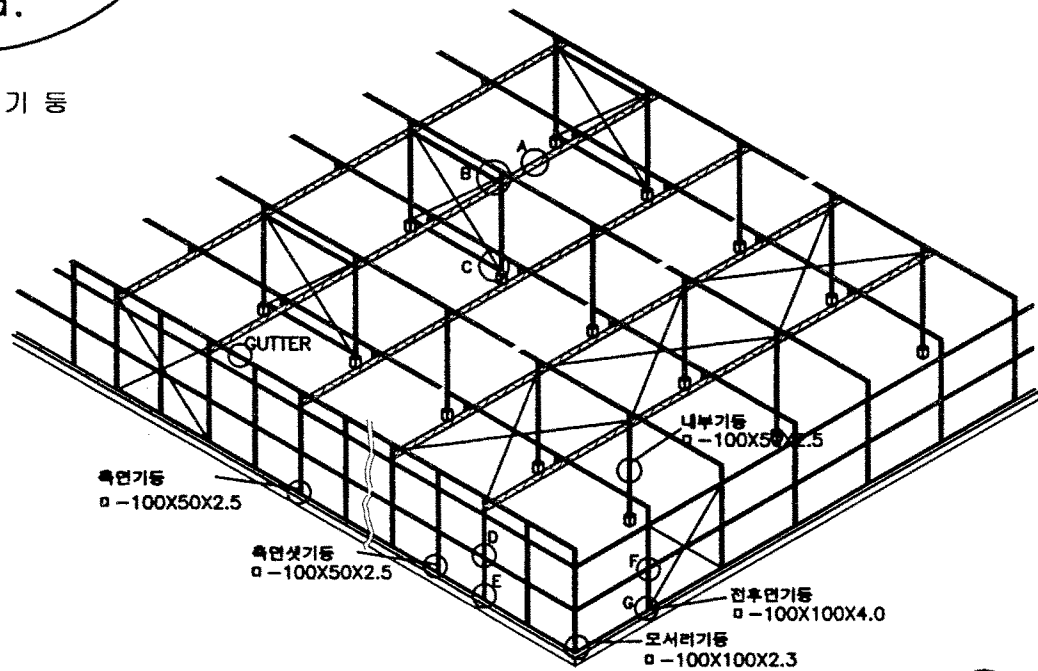 d.
기 둥
A
B
C
GUTTER
내부기둥
□-100X50X2.5
측면기둥
□-100X50X2.5
측면샛기둥
□-100X50X2.5
D
E
F
G
전후면기둥
□-100X100X4.0
모서리기둥
□-100X100X2.3